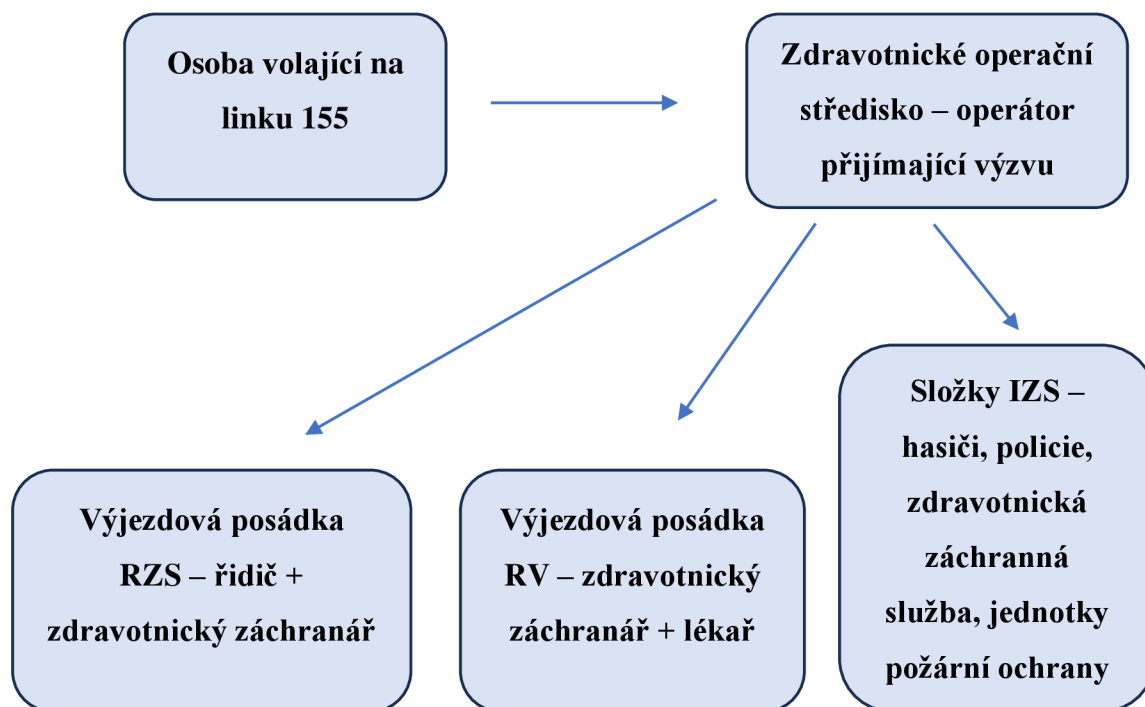 Osoba volající na
linku 155
Zdravotnické operační
středisko – operátor
přijímající výzvu
Výjezdová posádka
RZS – řidič +
zdravotnický záchranář
Výjezdová posádka
RV – zdravotnický
záchranář + lékař
Složky IZS –
hasiči, policie,
zdravotnická
záchranná
služba, jednotky
požární ochrany